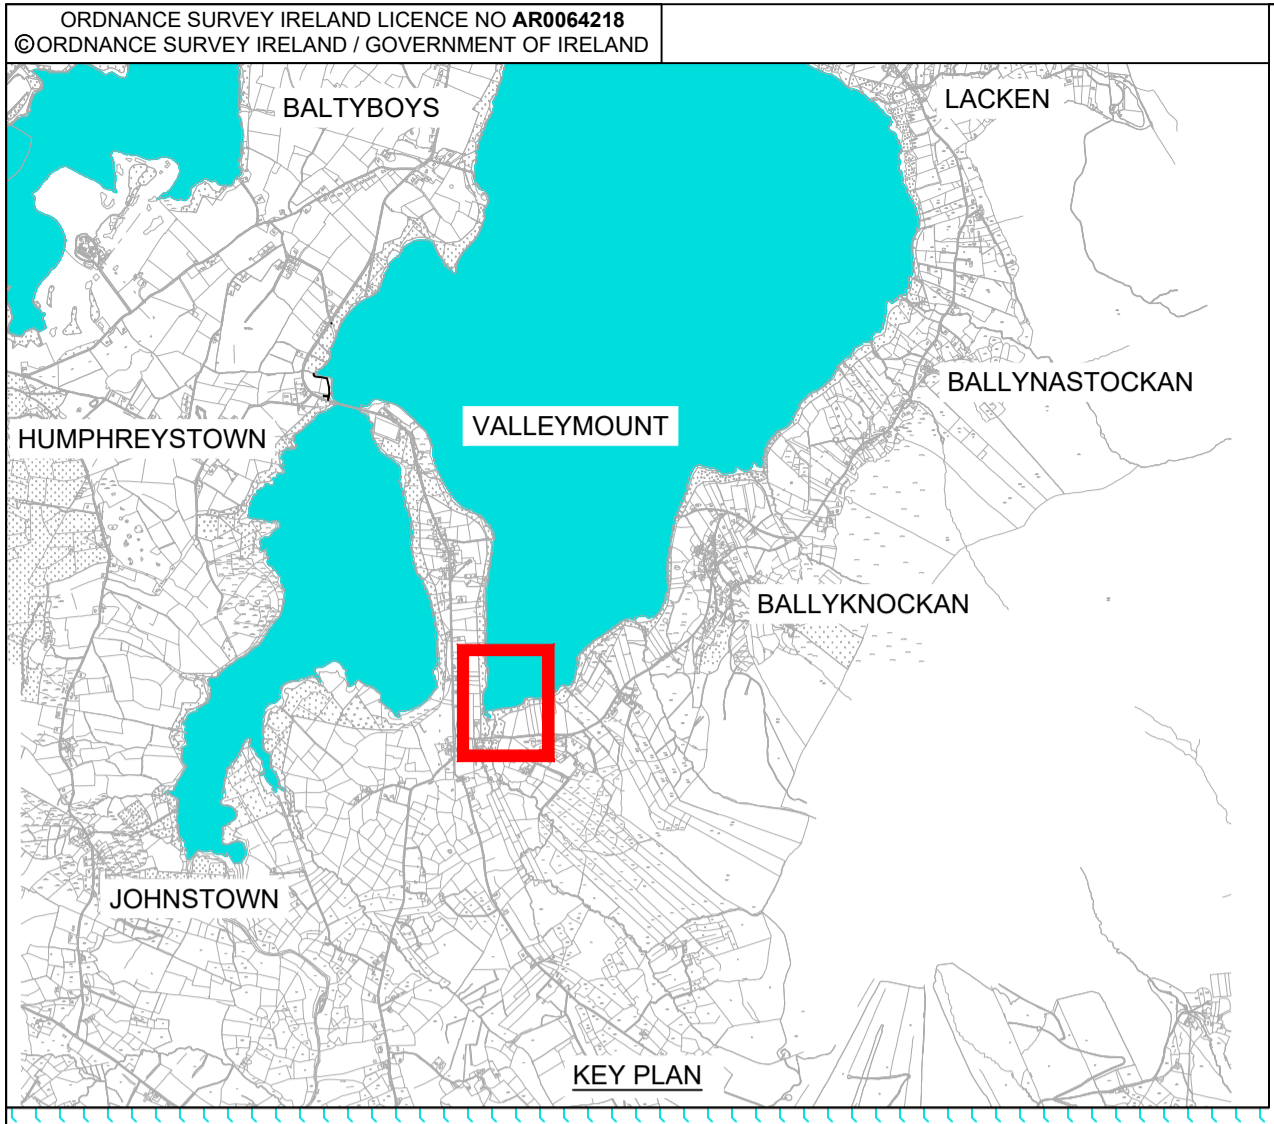 ORDNANCE SURVEY IRELAND LICENCE NO AR0064218
©ORDNANCE SURVEY IRELAND / GOVERNMENT OF IRELAND
BALTYBOYS
LACKEN
BALLYNASTOCKAN
VALLEYMOUNT
HUMPHREYSTOWN
BALLYKNOCKAN
JOHNSTOWN
KEY PLAN